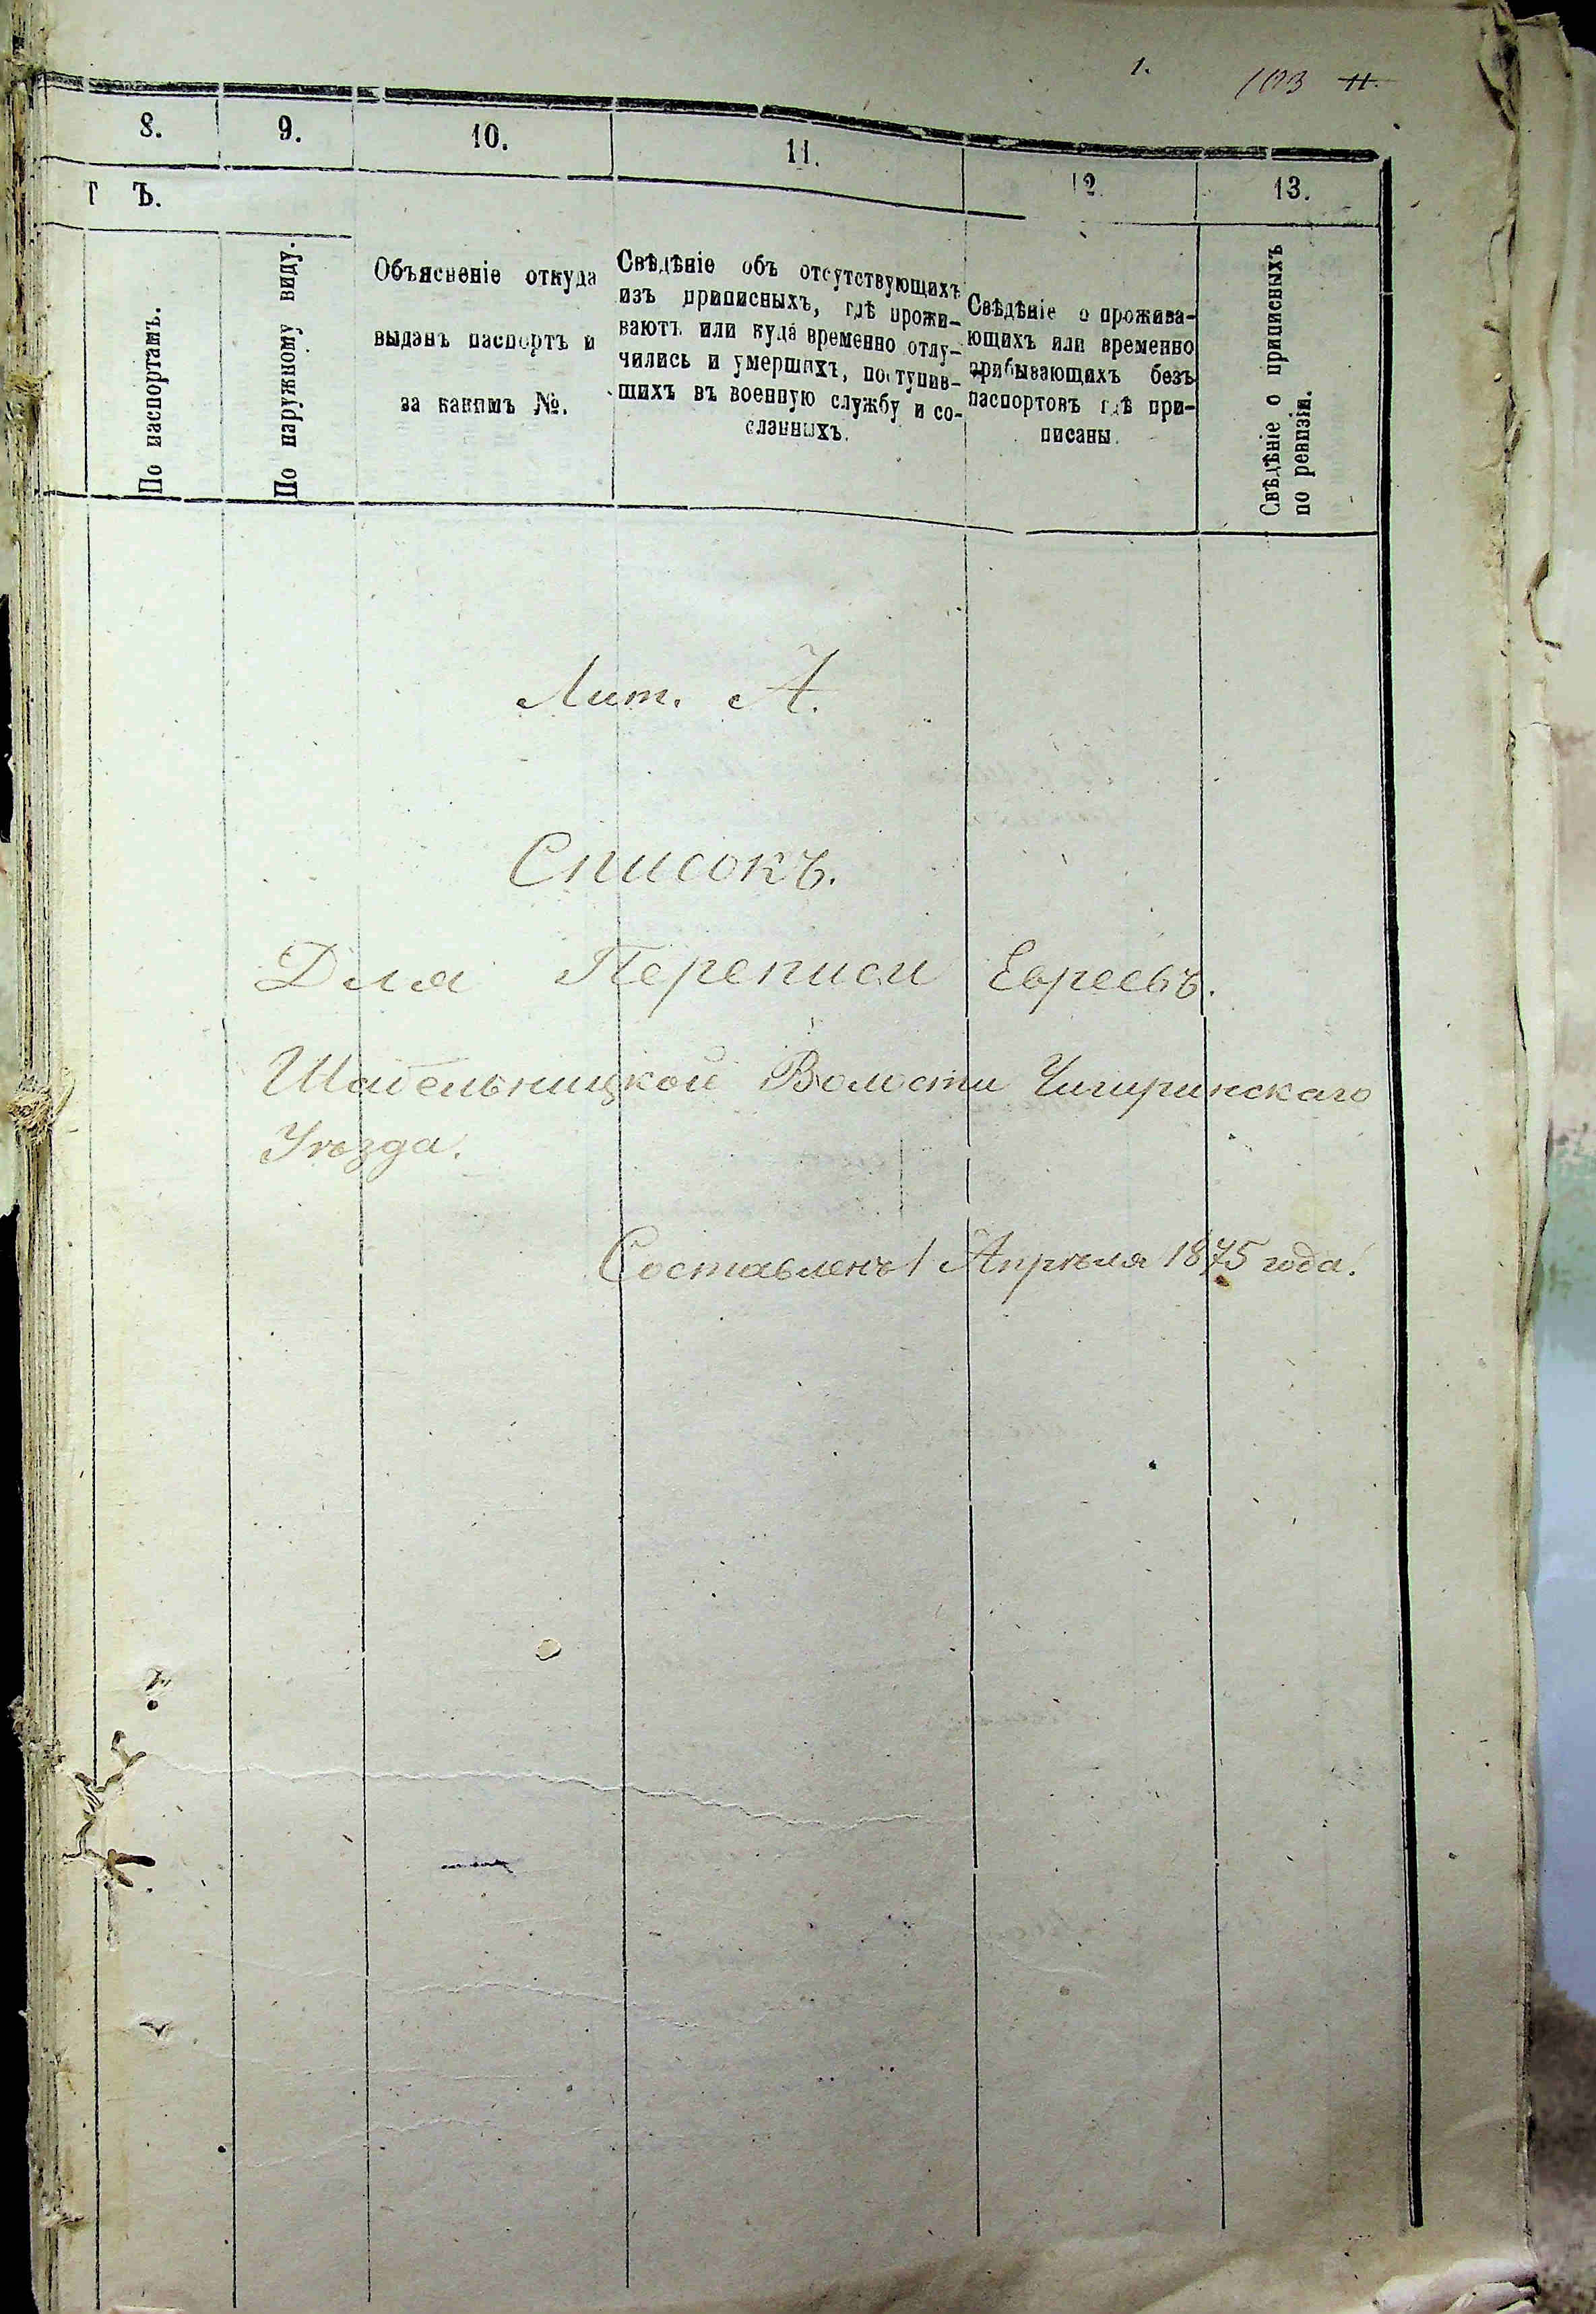 1.
103 11.
8. 9. 10. 11. 12. 13.
Т Ъ.
По паспортамъ.
По наружному виду.
Объясненіе откуда
выданъ паспортъ и
за какимъ №.
Свѣдѣніе объ отсутствующихъ
изъ приписныхъ, гдѣ прожи-
ваютъ или куда временно отлу-
чились и умершихъ, поступив-
шихъ въ военную службу и со-
сланныхъ.
Свѣдѣніе о прожива-
ющихъ или временно
прибывающихъ безъ
паспортовъ гдѣ при-
писаны.
Свѣдѣніе о приписныхъ
по ревизіи.
Лит. А.
Списокъ.
Для Переписи Евреевъ.
Шабельницкой Волости Чигиринскаго
Уѣзда.
Составленъ 1 Апрѣля 1875 года.